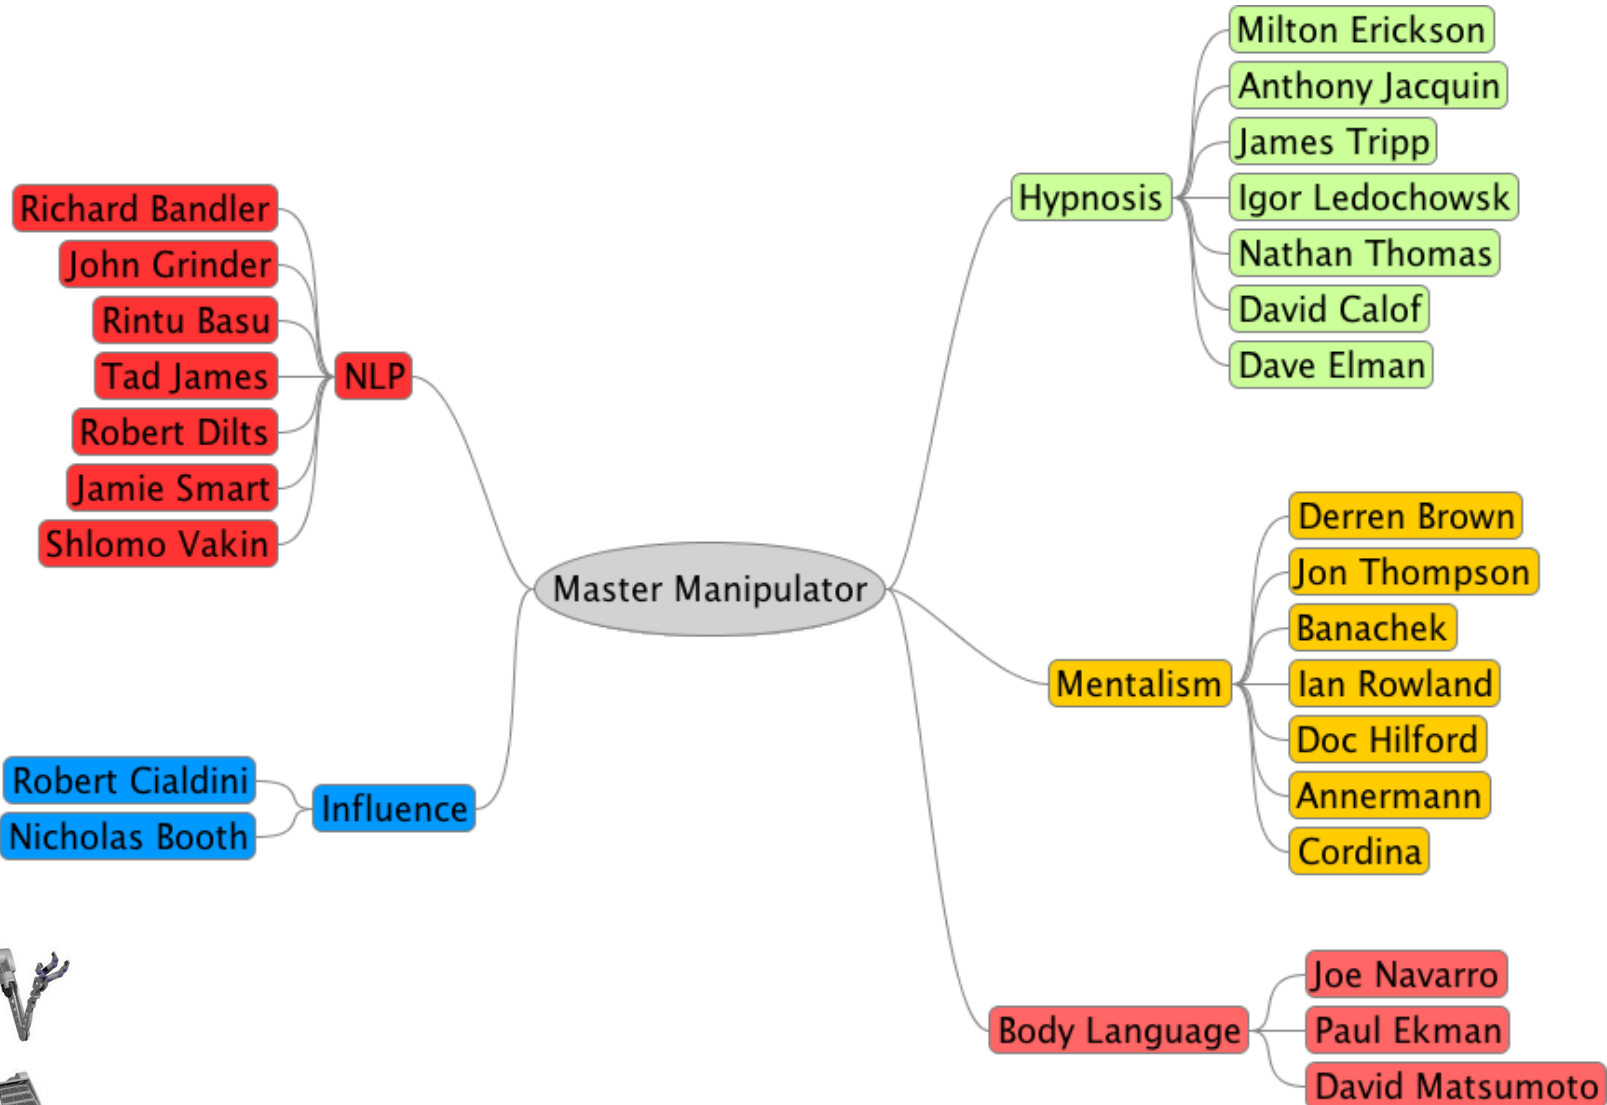 Master Manipulator
NLP
Richard Bandler
John Grinder
Rintu Basu
Tad James
Robert Dilts
Jamie Smart
Shlomo Vakin
Influence
Robert Cialdini
Nicholas Booth
Hypnosis
Milton Erickson
Anthony Jacquin
James Tripp
Igor Ledochowsk
Nathan Thomas
David Calof
Dave Elman
Mentalism
Derren Brown
Jon Thompson
Banachek
Ian Rowland
Doc Hilford
Annermann
Cordina
Body Language
Joe Navarro
Paul Ekman
David Matsumoto